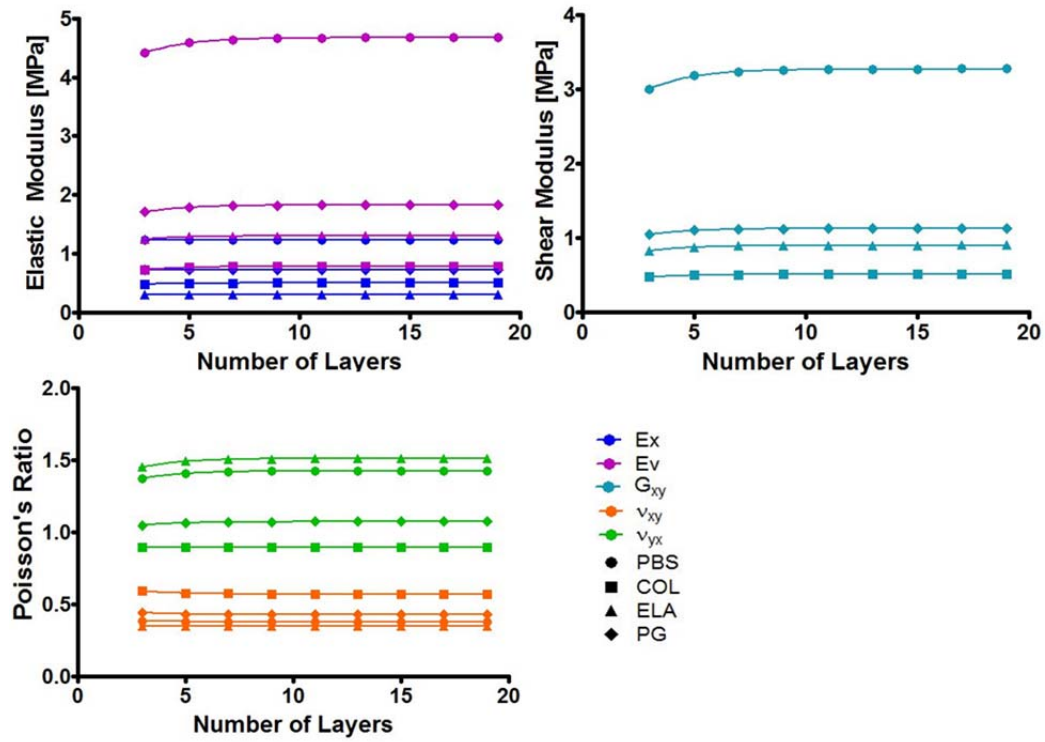 Elastic Modulus [MPa]
5
4
3
2
1
0
0 5 10 15 20
Number of Layers
Shear Modulus [MPa]
4
3
2
1
0
0 5 10 15 20
Number of Layers
Poisson's Ratio
2.0
1.5
1.0
0.5
0.0
0 5 10 15 20
Number of Layers
Ex
Ev
Gxy
νxy
νyx
PBS
COL
ELA
PG